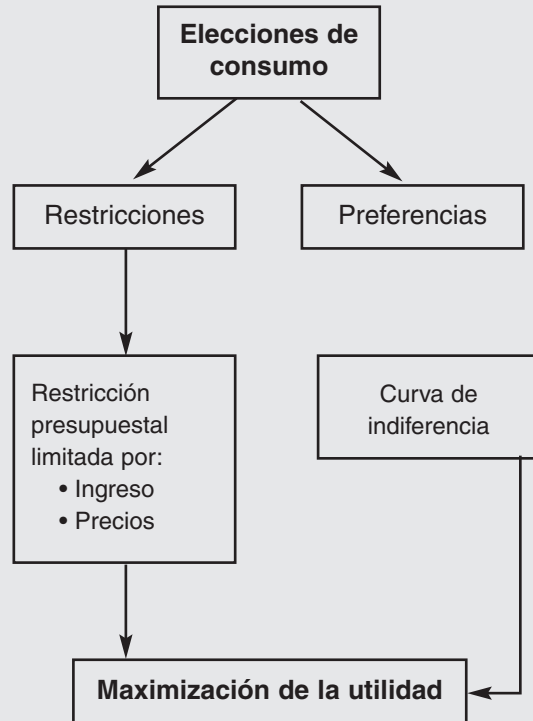 Elecciones de
consumo
Restricciones
Preferencias
Restricción
presupuestal
limitada por:
• Ingreso
• Precios
Curva de
indiferencia
Maximización de la utilidad